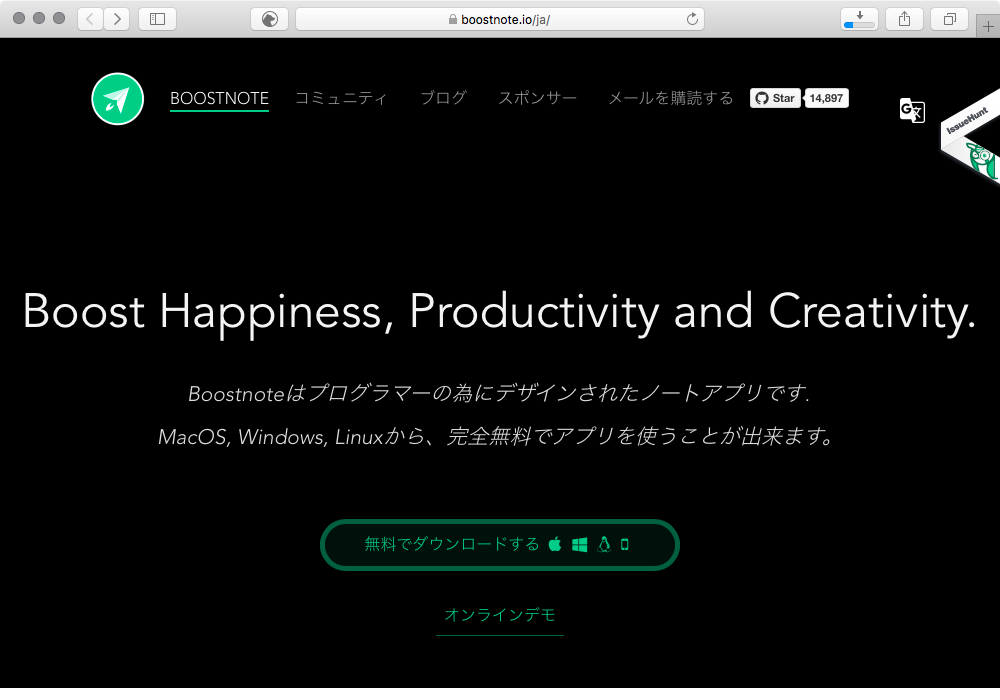 boostnote.io/ja/
BOOSTNOTE コミュニティ ブログ スポンサー メールを購読する Star 14,897
G文
IssueHunt
Boost Happiness, Productivity and Creativity.
Boostnoteはプログラマーの為にデザインされたノートアプリです.
MacOS, Windows, Linuxから、完全無料でアプリを使うことが出来ます。
無料でダウンロードする
オンラインデモ